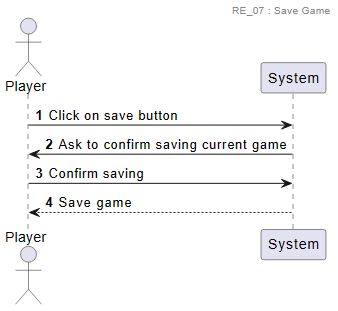 RE_07 : Save Game
Player
System
1 Click on save button
2 Ask to confirm saving current game
3 Confirm saving
4 Save game
Player
System